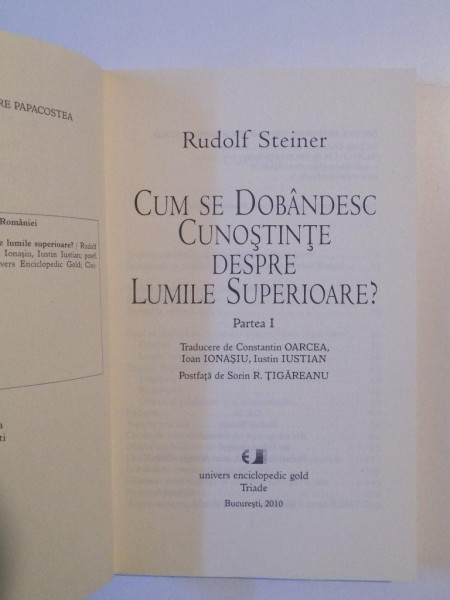 RE PAPACOSTEA
României
lumile superioare? / Rudolf
Ionaşiu, Iustin Iustian; posf.
vers Enciclopedic Gold;
Rudolf Steiner
CUM SE DOBÂNDESC
CUNOŞTINŢE
DESPRE
LUMILE SUPERIOARE?
Partea I
Traducere de Constantin OARCEA,
Ioan IONAŞIU, Iustin IUSTIAN
Postfaţă de Sorin R. ŢIGĂREANU
univers enciclopedic gold
Triade
Bucureşti, 2010